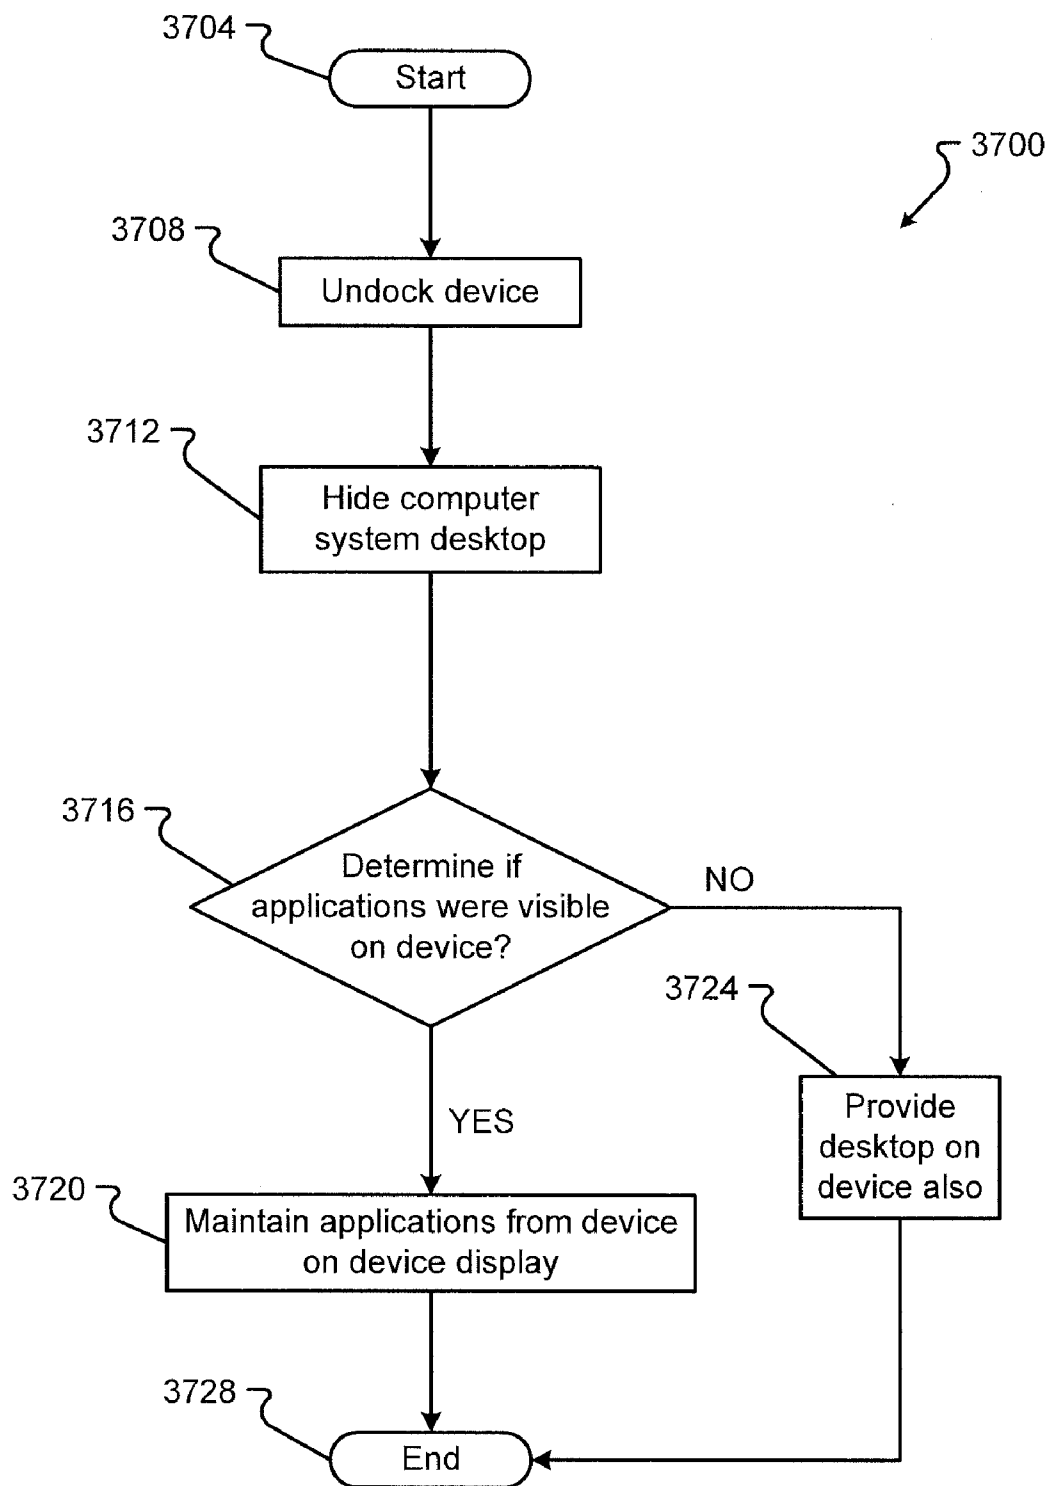 3704
Start
3700
3708
Undock device
3712
Hide computer
system desktop
3716
Determine if
applications were visible
on device?
NO
3724
Provide
desktop on
device also
YES
3720
Maintain applications from device
on device display
3728
End